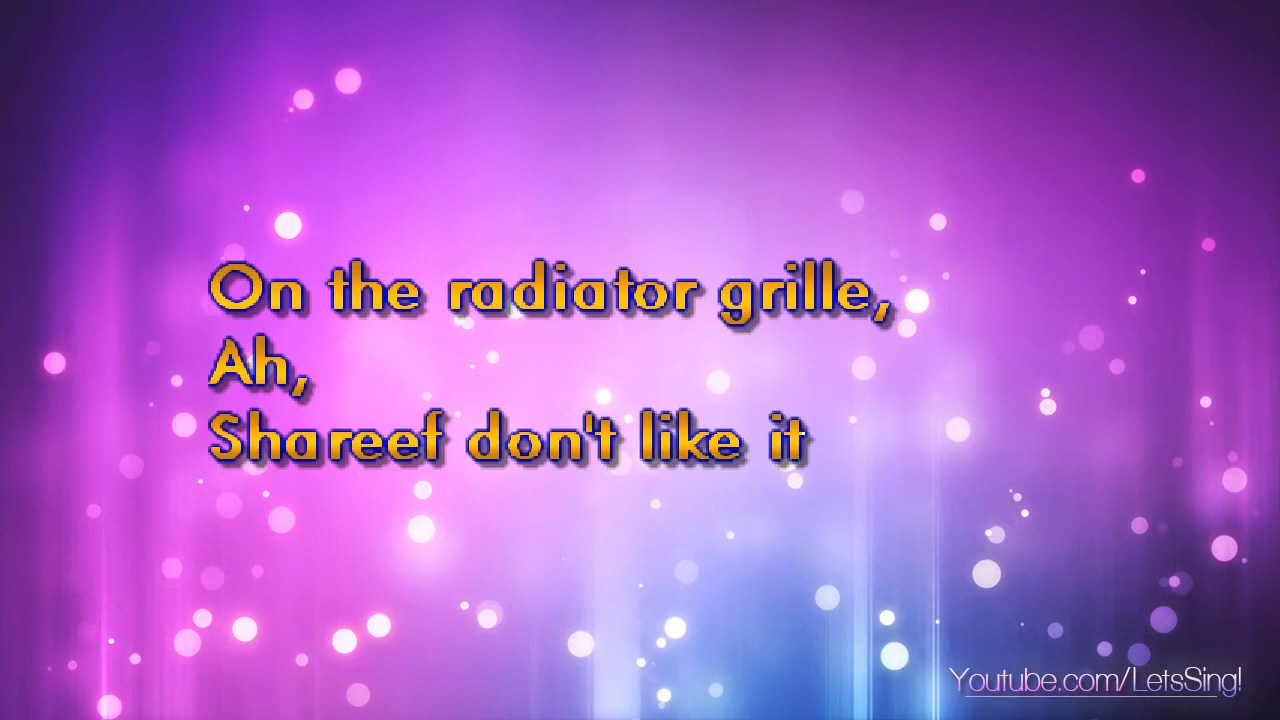 On the radiator grille,
Ah,
Shareef don't like it
Youtube.com/LetsSing!